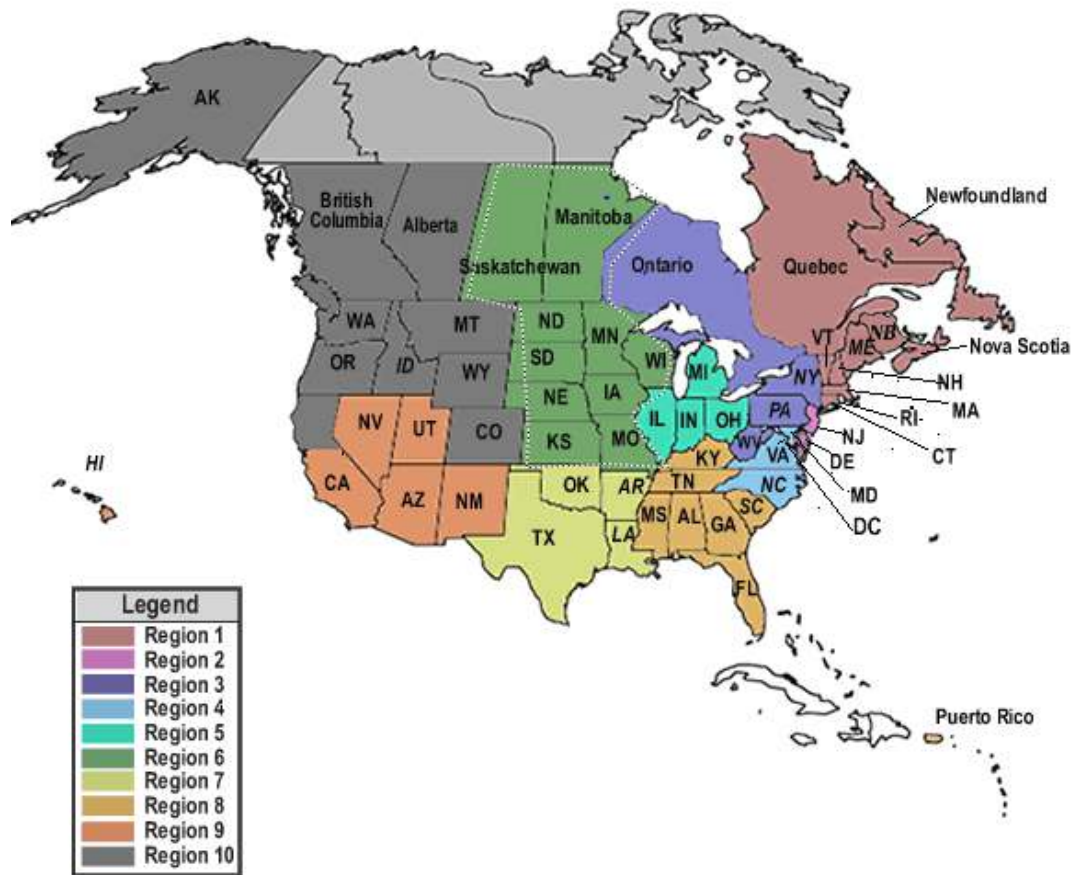 AK
British
Columbia
Alberta
Manitoba
Saskatchewan
Ontario
Quebec
Newfoundland
Nova Scotia
NB
ME
VT
NH
MA
RI
CT
NJ
DE
MD
DC
WA
OR
ID
MT
WY
ND
SD
NE
KS
MN
WI
IA
MO
MI
IL
IN
OH
NY
PA
WV
VA
NC
NV
UT
CO
CA
AZ
NM
HI
OK
AR
TX
LA
KY
TN
MS
AL
GA
SC
FL
Puerto Rico
Legend
Region 1
Region 2
Region 3
Region 4
Region 5
Region 6
Region 7
Region 8
Region 9
Region 10